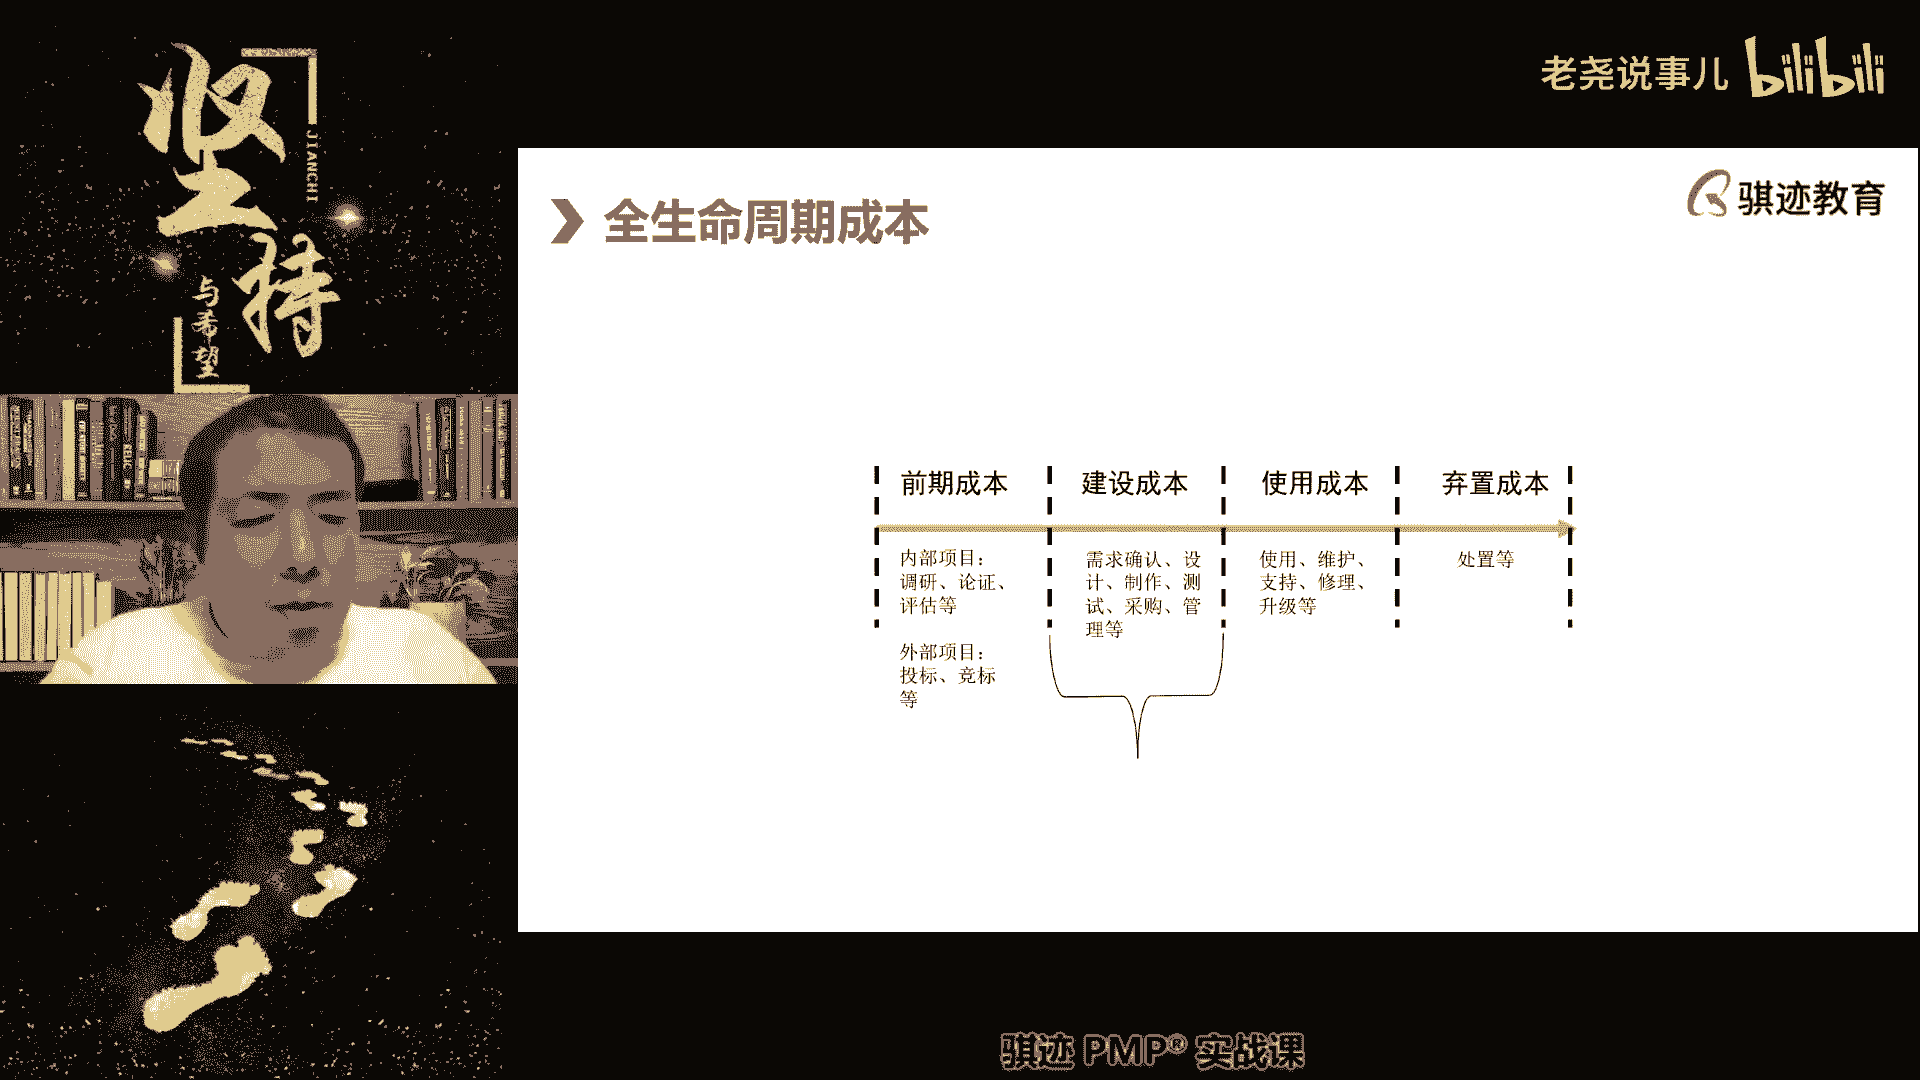 坚持
JIANCHI
与希望
老尧说事儿 bilibili
骐迹教育
全生命周期成本
前期成本
建设成本
使用成本
弃置成本
内部项目：
调研、论证、
评估等
外部项目：
投标、竞标
等
需求确认、设
计、制作、测
试、采购、管
理等
使用、维护、
支持、修理、
升级等
处置等
骐迹 PMP® 实战课